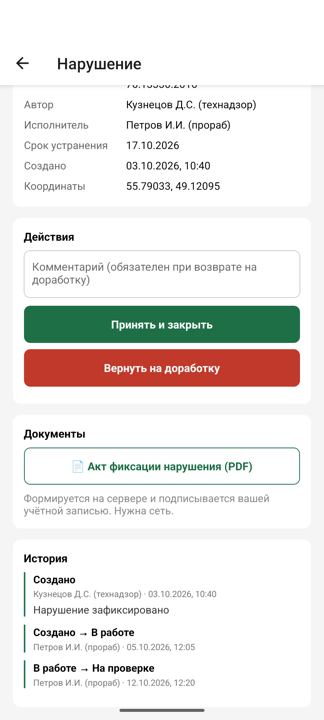 Нарушение
Автор Кузнецов Д.С. (технадзор)
Исполнитель Петров И.И. (прораб)
Срок устранения 17.10.2026
Создано 03.10.2026, 10:40
Координаты 55.79033, 49.12095
Действия
Комментарий (обязателен при возврате на
доработку)
Принять и закрыть
Вернуть на доработку
Документы
Акт фиксации нарушения (PDF)
Формируется на сервере и подписывается вашей
учётной записью. Нужна сеть.
История
Создано
Кузнецов Д.С. (технадзор) · 03.10.2026, 10:40
Нарушение зафиксировано
Создано → В работе
Петров И.И. (прораб) · 05.10.2026, 12:05
В работе → На проверке
Петров И.И. (прораб) · 12.10.2026, 12:20